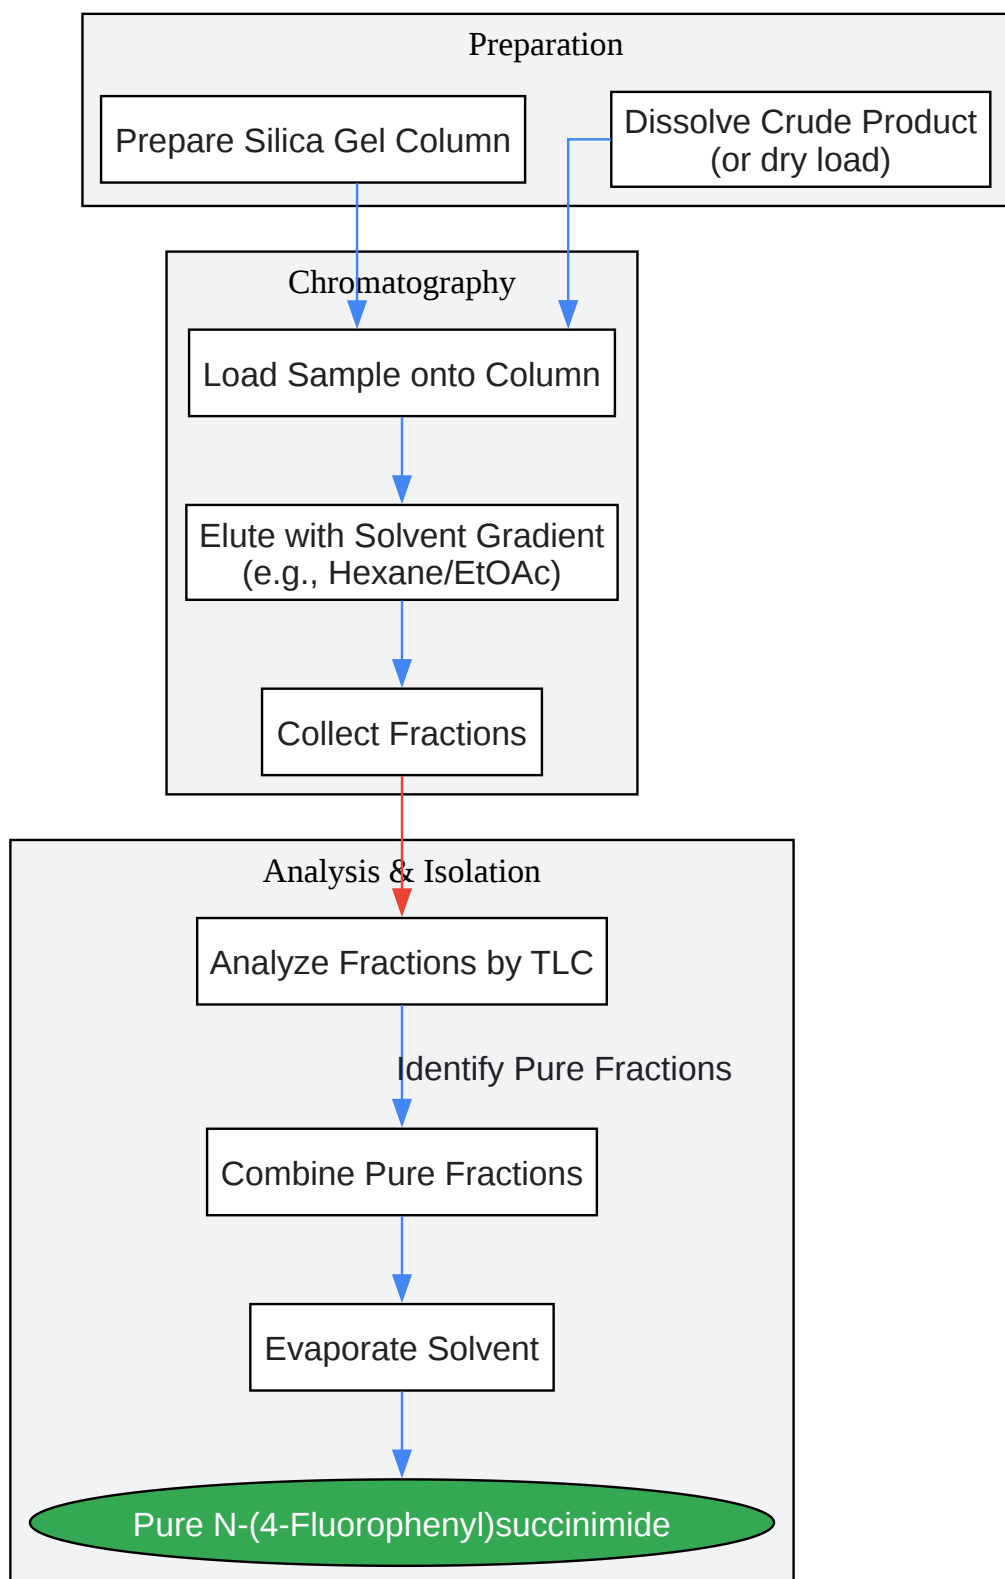 Preparation
Prepare Silica Gel Column
Dissolve Crude Product
(or dry load)
Chromatography
Load Sample onto Column
Elute with Solvent Gradient
(e.g., Hexane/EtOAc)
Collect Fractions
Analysis & Isolation
Analyze Fractions by TLC
Identify Pure Fractions
Combine Pure Fractions
Evaporate Solvent
Pure N-(4-Fluorophenyl)succinimide